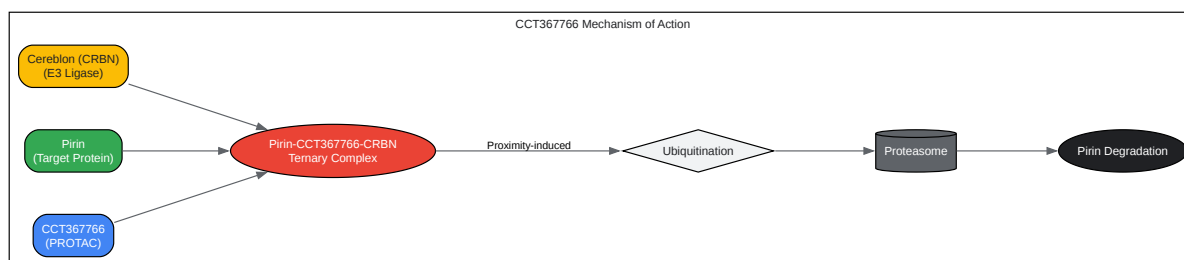 CCT367766 Mechanism of Action
Cereblon (CRBN)
(E3 Ligase)
Pirin
(Target Protein)
CCT367766
(PROTAC)
Pirin-CCT367766-CRBN
Ternary Complex
Proximity-induced
Ubiquitination
Proteasome
Pirin Degradation